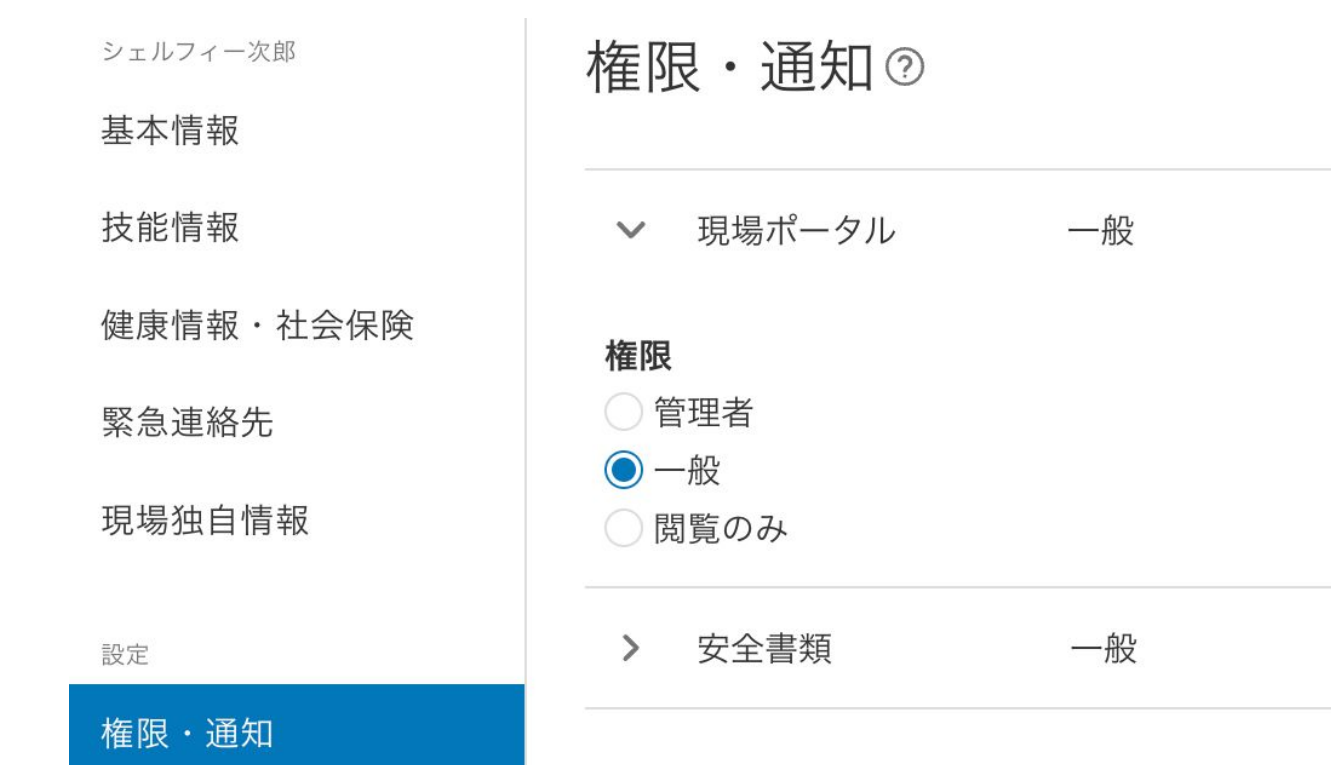 シェルフィー次郎
基本情報
技能情報
健康情報・社会保険
緊急連絡先
現場独自情報
設定
権限・通知
権限・通知?
現場ポータル 一般
権限
管理者
一般
閲覧のみ
安全書類 一般